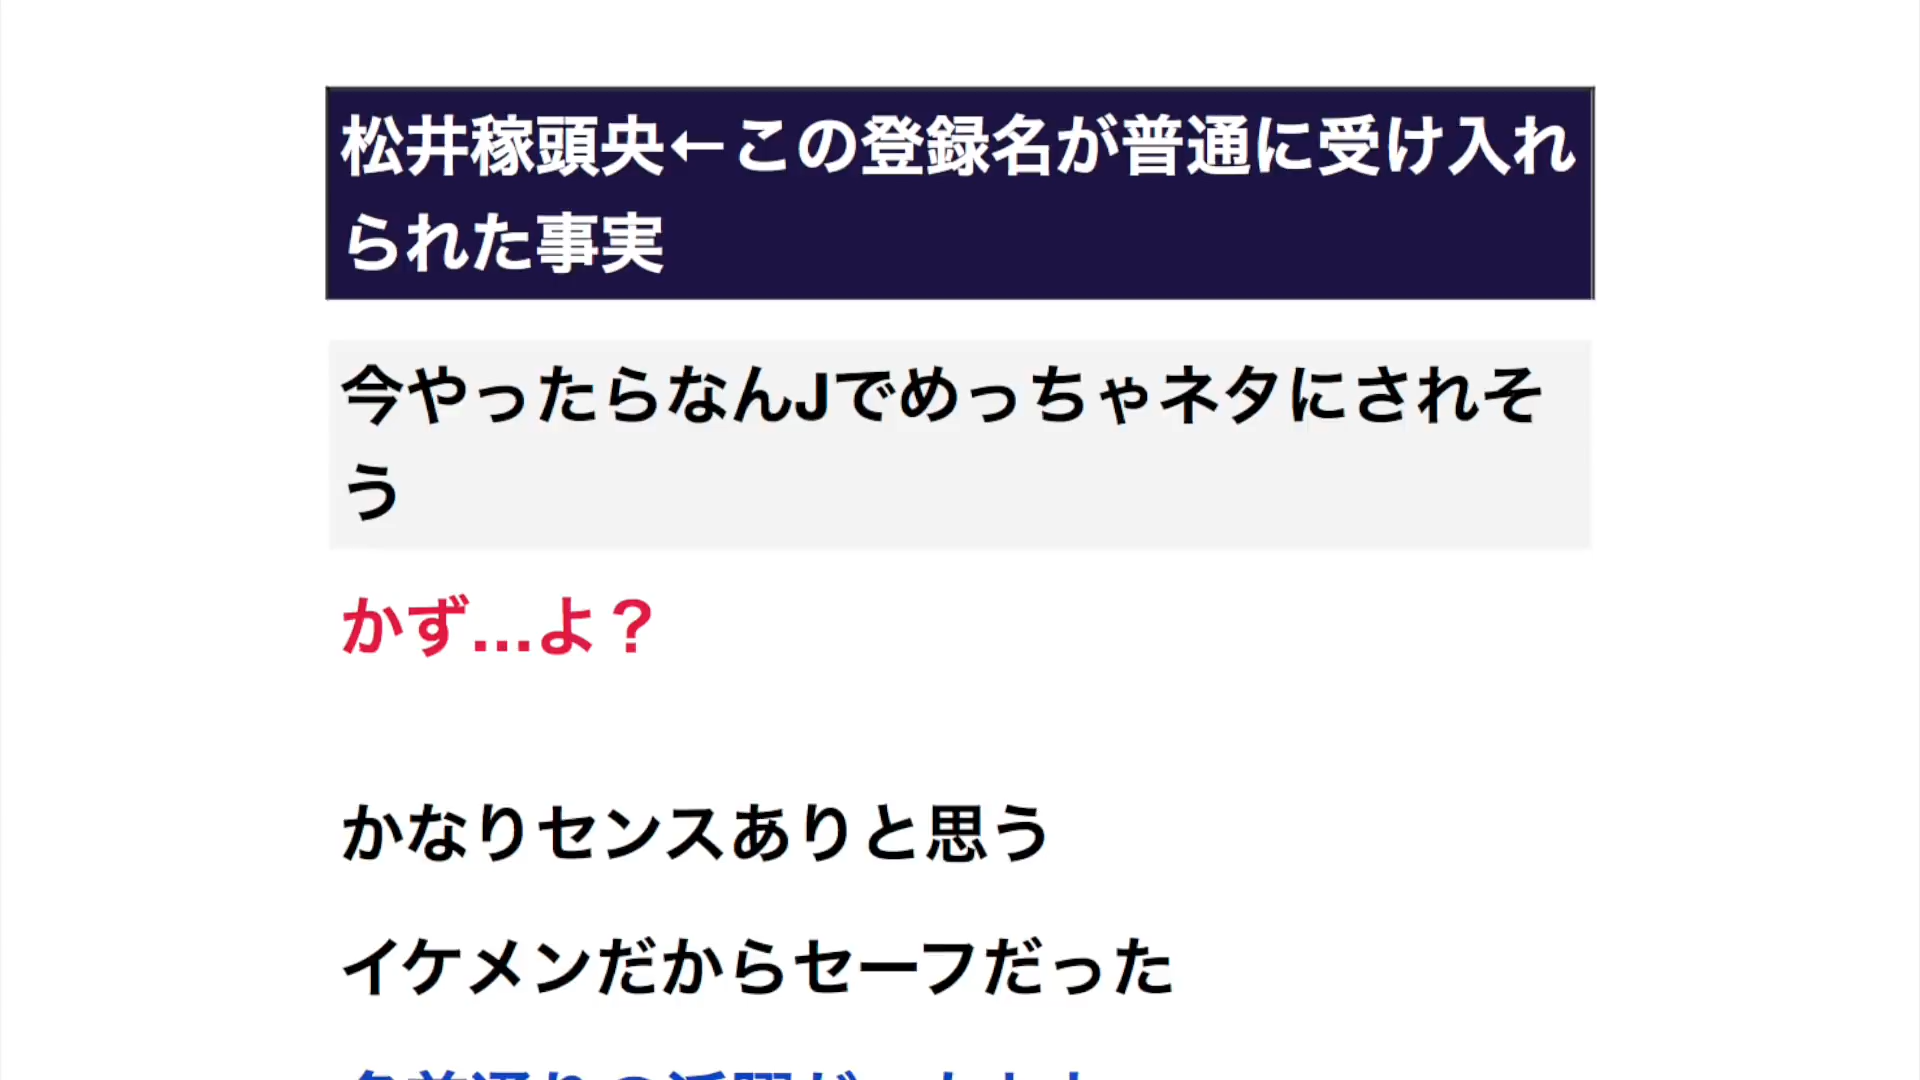 松井稼頭央←この登録名が普通に受け入れ
られた事実
今やったらなんJでめっちゃネタにされそ
う
かず…よ？
かなりセンスありと思う
イケメンだからセーフだった